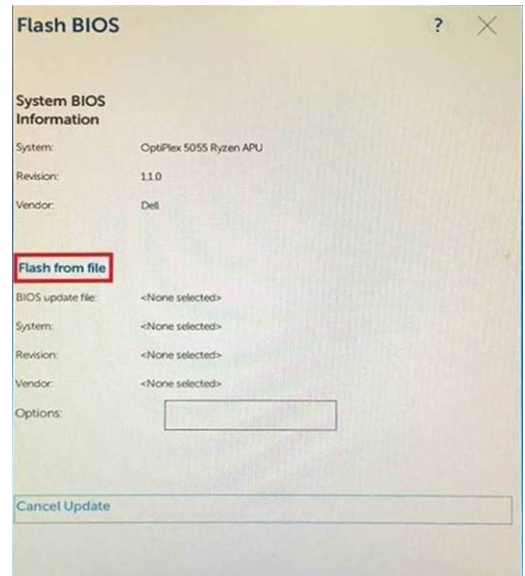 Flash BIOS ?
System BIOS
Information
System: OptiPlex 5055 Ryzen APU
Revision: 1.1.0
Vendor: Dell
Flash from file
BIOS update file: <None selected>
System: <None selected>
Revision: <None selected>
Vendor: <None selected>
Options:
Cancel Update